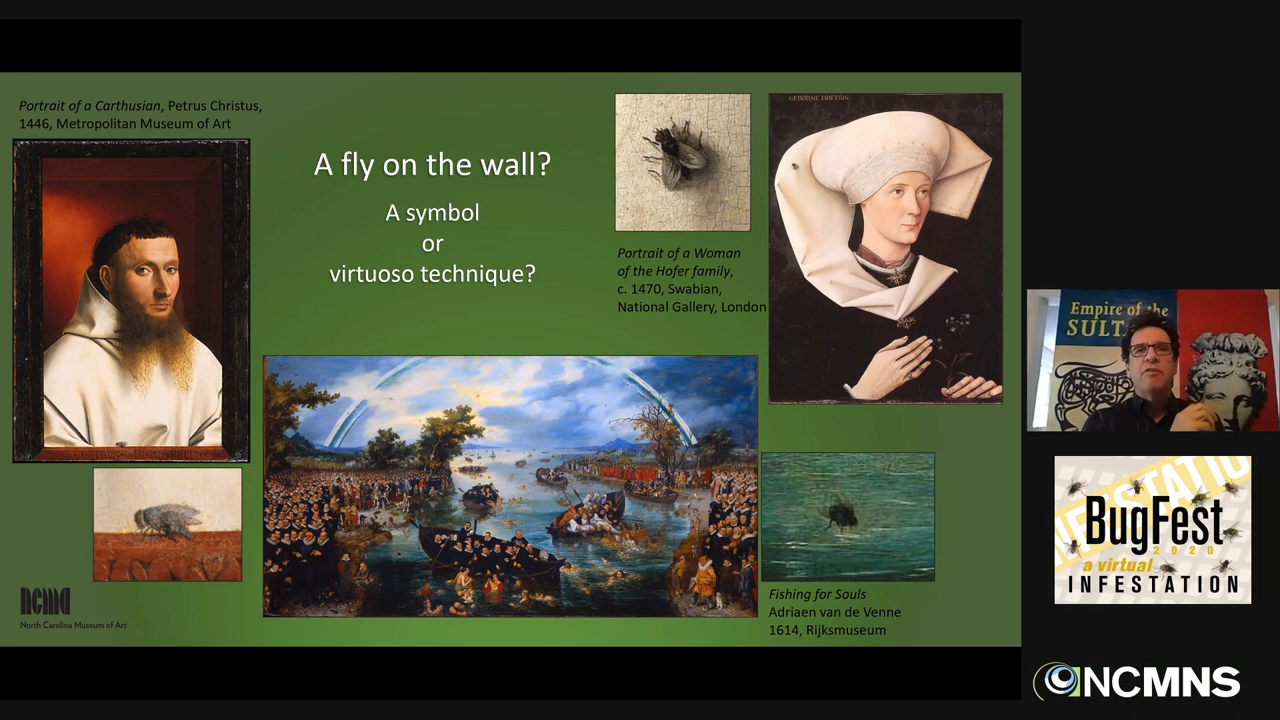 Portrait of a Carthusian, Petrus Christus,
1446, Metropolitan Museum of Art
A fly on the wall?
A symbol
or
virtuoso technique?
GEBORNE HOFERIN
Portrait of a Woman
of the Hofer family,
c. 1470, Swabian,
National Gallery, London
Fishing for Souls
Adriaen van de Venne
1614, Rijksmuseum
ncma
North Carolina Museum of Art
Empire of the
SULT
BugFest
2020
a virtual
INFESTATION
NCMNS